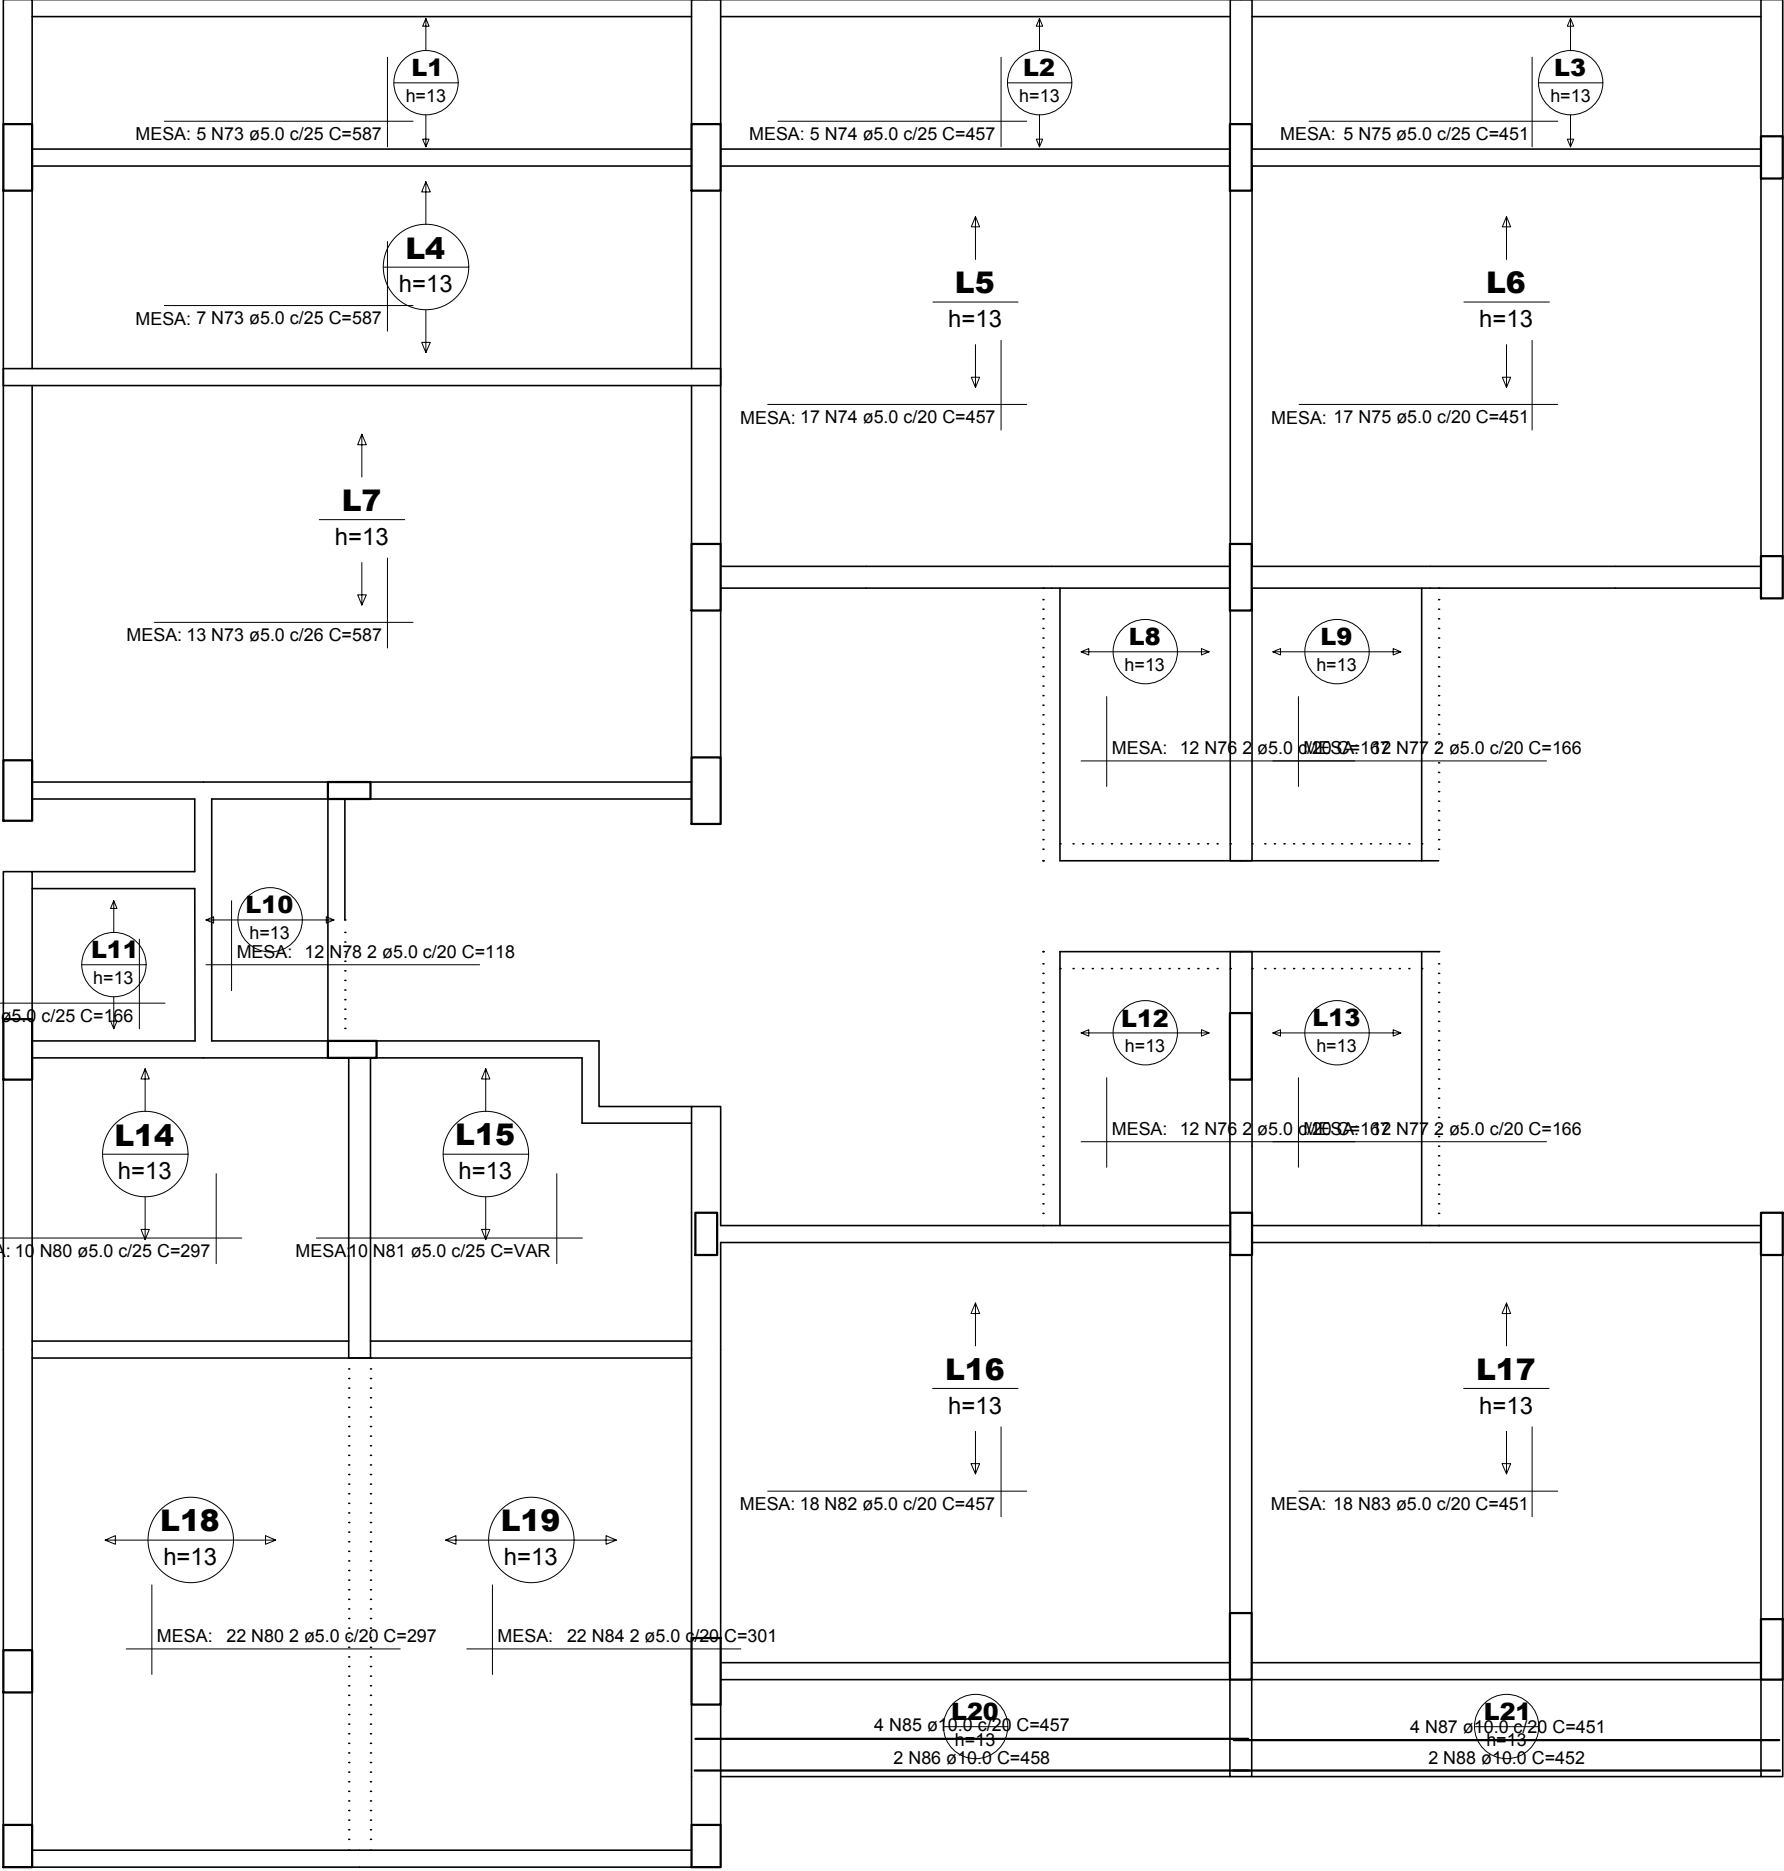 L1
h=13
MESA: 5 N73 ø5.0 c/25 C=587
L2
h=13
MESA: 5 N74 ø5.0 c/25 C=457
L3
h=13
MESA: 5 N75 ø5.0 c/25 C=451
L4
h=13
MESA: 7 N73 ø5.0 c/25 C=587
L5
h=13
MESA: 17 N74 ø5.0 c/20 C=457
L6
h=13
MESA: 17 N75 ø5.0 c/20 C=451
L7
h=13
MESA: 13 N73 ø5.0 c/26 C=587
L8
h=13
MESA: 12 N76 2 ø5.0 c/20 C=167
L9
h=13
MESA: 12 N77 2 ø5.0 c/20 C=166
L10
h=13
MESA: 12 N78 2 ø5.0 c/20 C=118
L11
h=13
ø5.0 c/25 C=166
L12
h=13
MESA: 12 N76 2 ø5.0 c/20 C=167
L13
h=13
MESA: 12 N77 2 ø5.0 c/20 C=166
L14
h=13
A: 10 N80 ø5.0 c/25 C=297
L15
h=13
MESA:10 N81 ø5.0 c/25 C=VAR
L16
h=13
MESA: 18 N82 ø5.0 c/20 C=457
L17
h=13
MESA: 18 N83 ø5.0 c/20 C=451
L18
h=13
MESA: 22 N80 2 ø5.0 c/20 C=297
L19
h=13
MESA: 22 N84 2 ø5.0 c/20 C=301
L20
4 N85 ø10.0 c/20 C=457
h=13
2 N86 ø10.0 C=458
L21
4 N87 ø10.0 c/20 C=451
h=13
2 N88 ø10.0 C=452